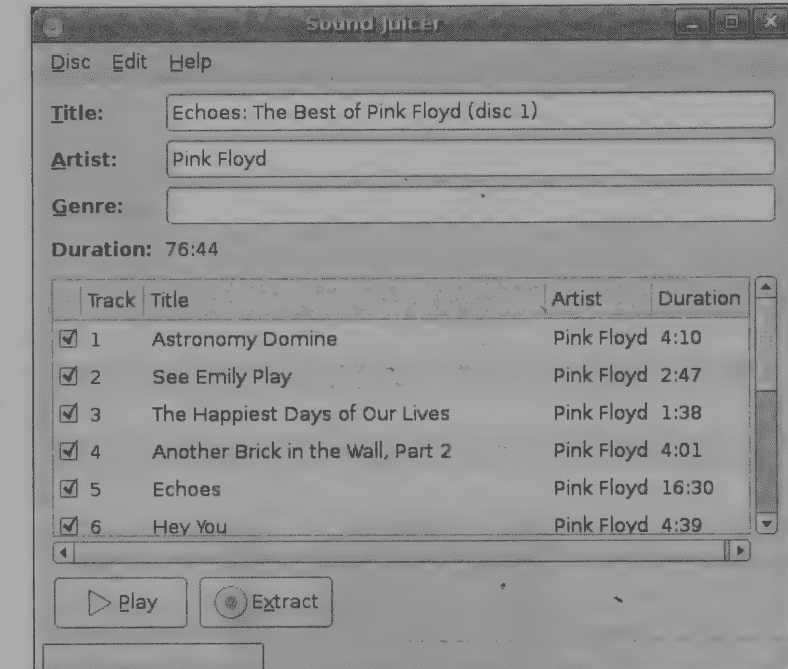 Sound Juicer
Disc Edit Help
Title: Echoes: The Best of Pink Floyd (disc 1)
Artist: Pink Floyd
Genre:
Duration: 76:44
Track Title Artist Duration
1 Astronomy Domine Pink Floyd 4:10
2 See Emily Play Pink Floyd 2:47
3 The Happiest Days of Our Lives Pink Floyd 1:38
4 Another Brick in the Wall, Part 2 Pink Floyd 4:01
5 Echoes Pink Floyd 16:30
6 Hey You Pink Floyd 4:39
Play Extract